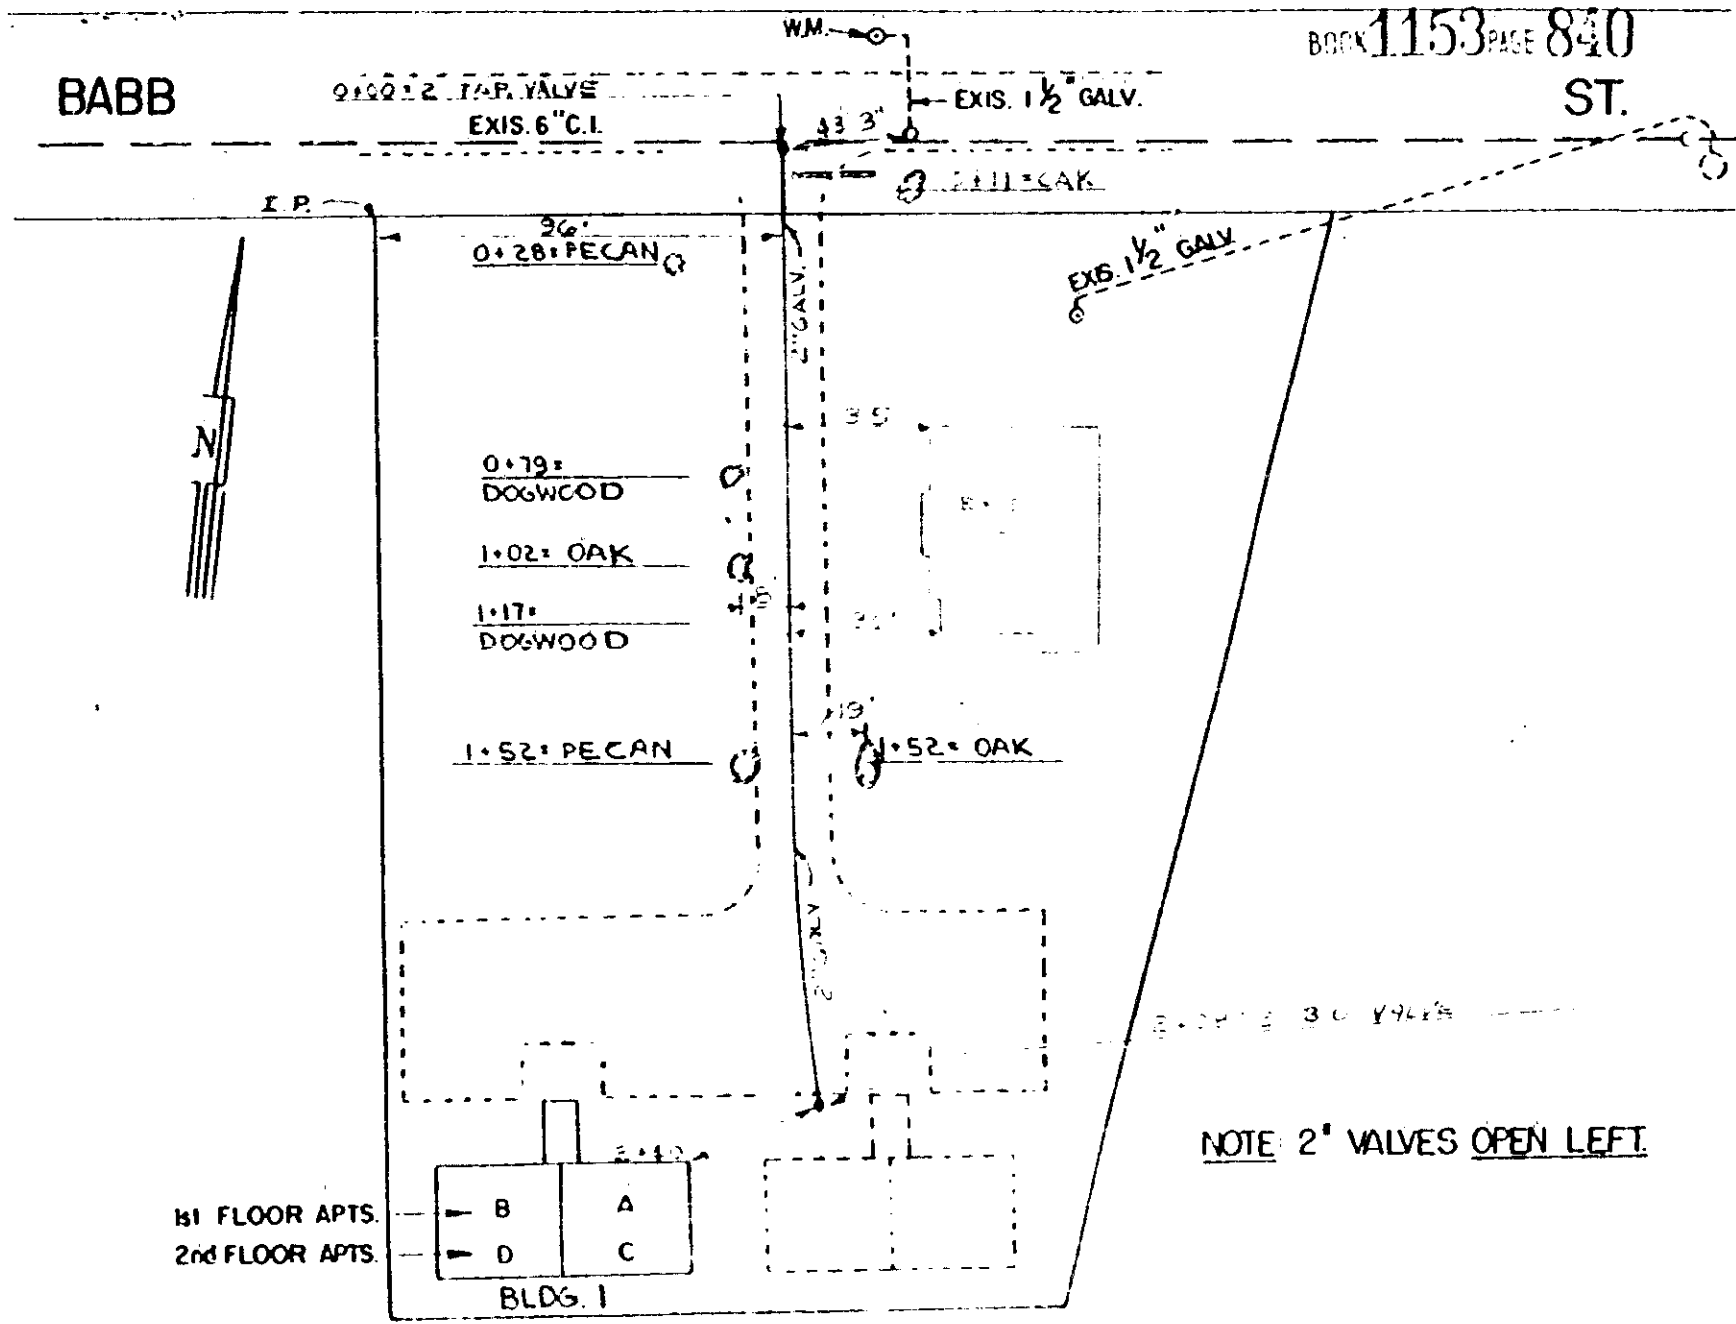 BOOK 1153 PAGE 840
W.M.
BABB
0+00=2" TAP. VALVE
EXIS. 1½" GALV.
ST.
EXIS. 6" C.I.
43' 3"
OAK
I.P.
96'
0+28= PECAN
2" GALV.
EXIS. 1½" GALV
N
35'
0+79=
DOGWOOD
1+02= OAK
1+17=
DOGWOOD
19'
1+52= PECAN
1+52= OAK
2" GALV
VALVE
NOTE: 2" VALVES OPEN LEFT.
1st FLOOR APTS.
B
A
2nd FLOOR APTS.
D
C
BLDG. 1